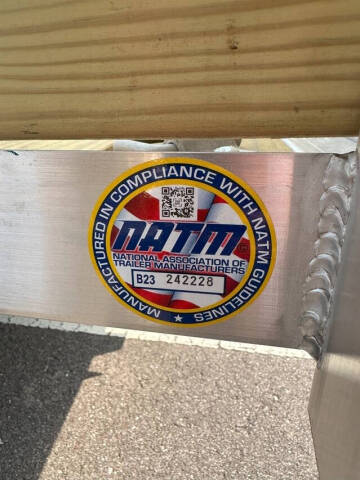 MANUFACTURED IN COMPLIANCE WITH NATM GUIDELINES
NATM
NATIONAL ASSOCIATION OF
TRAILER MANUFACTURERS
B23 242228